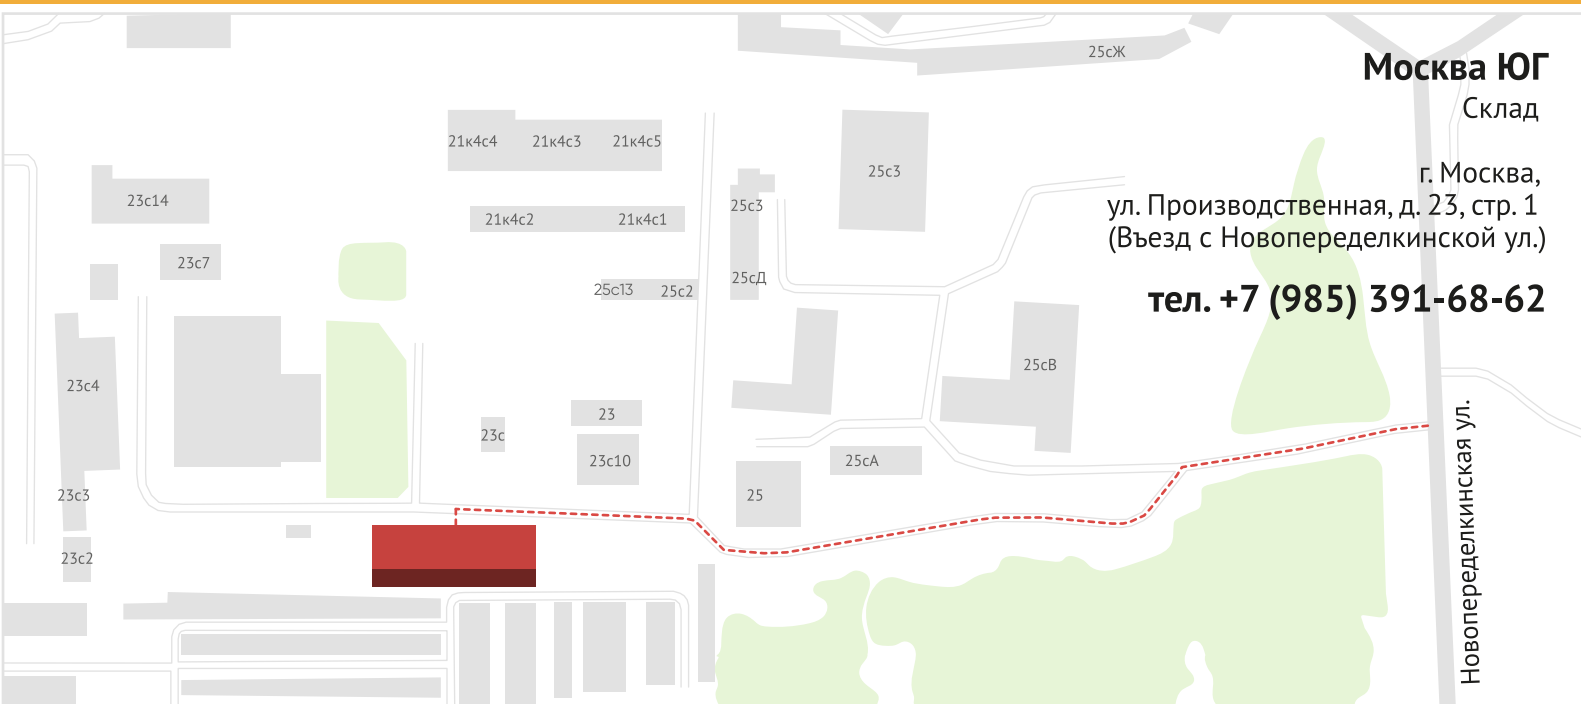 25сЖ
Москва ЮГ
Склад
21к4с4 21к4с3 21к4с5
25с3
г. Москва,
23с14
25с3
ул. Производственная, д. 23, стр. 1
21к4с2 21к4с1
(Въезд с Новопеределкинской ул.)
23с7
25сД
25с13 25с2
тел. +7 (985) 391-68-62
25сВ
23с4
23
23с
23с10
25сА
23с3
25
23с2
Новопеределкинская ул.